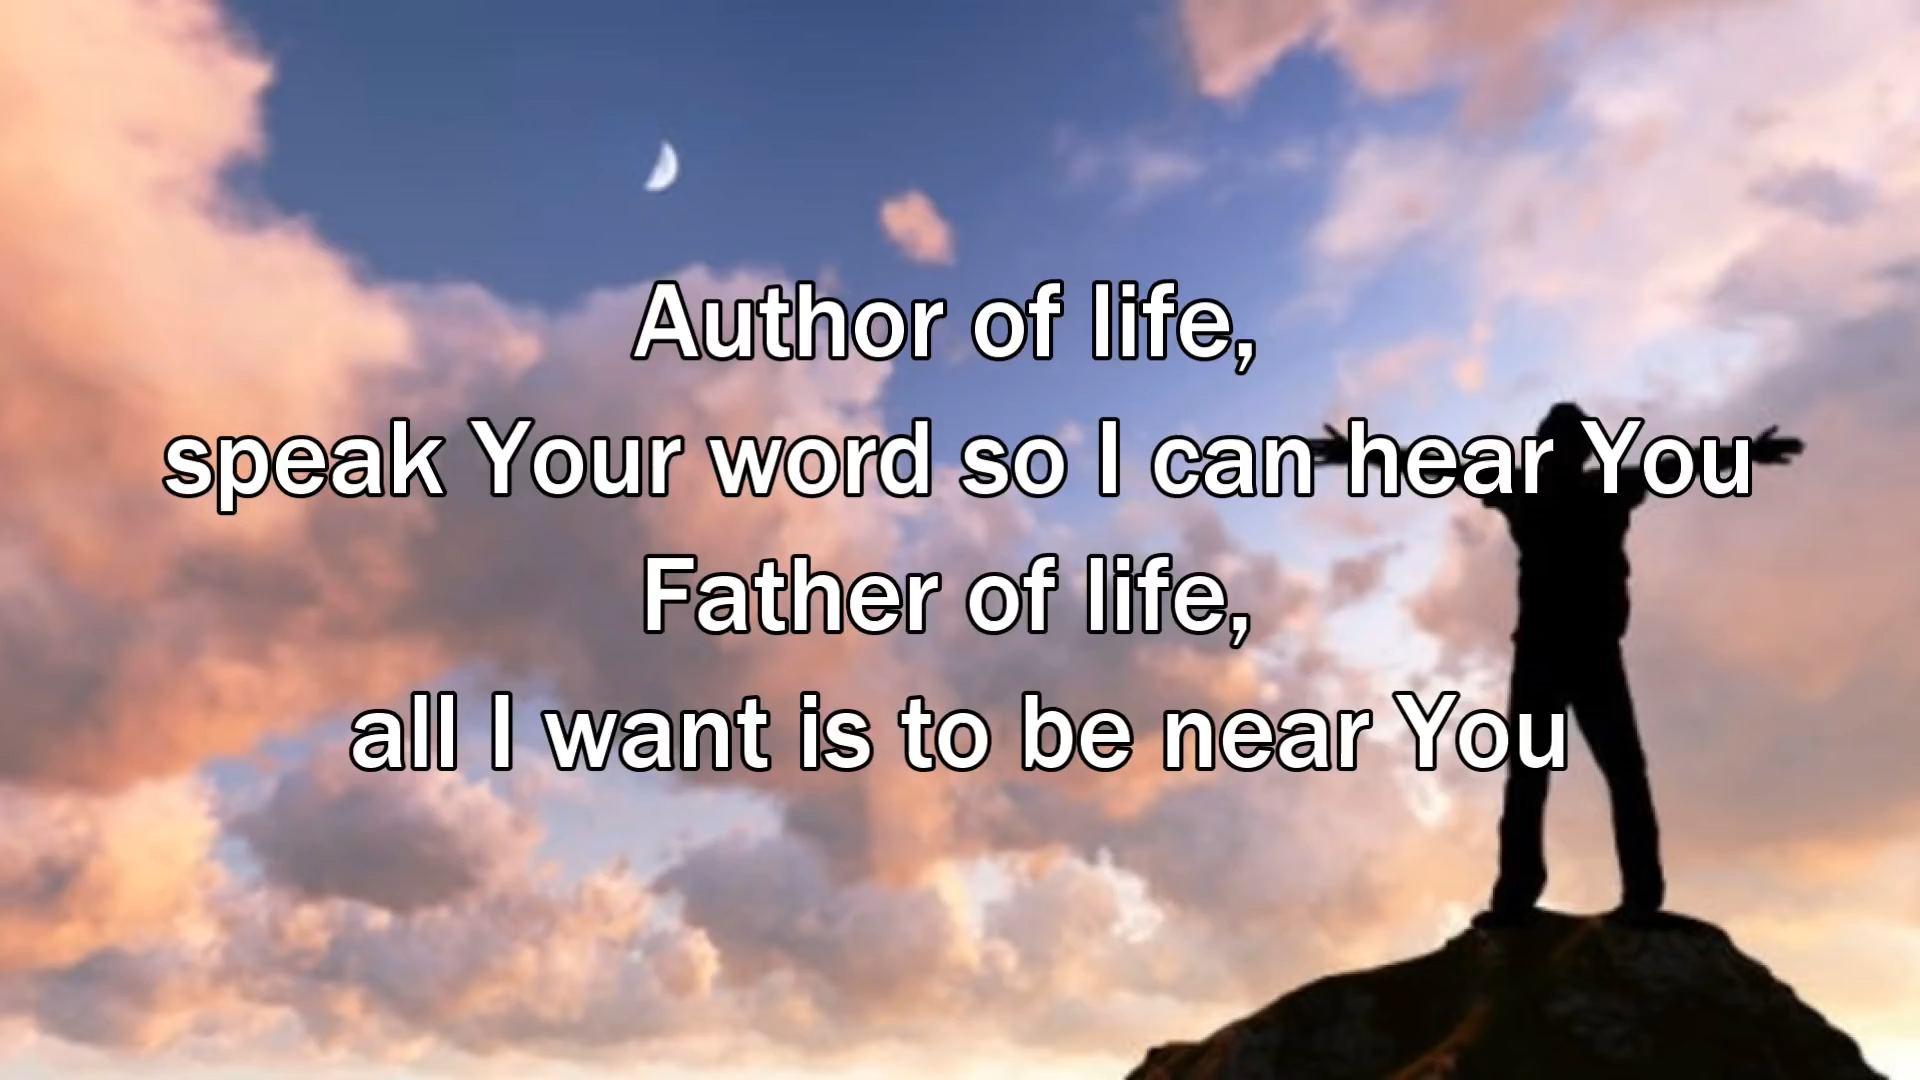 Author of life,
speak Your word so I can hear You
Father of life,
all I want is to be near You